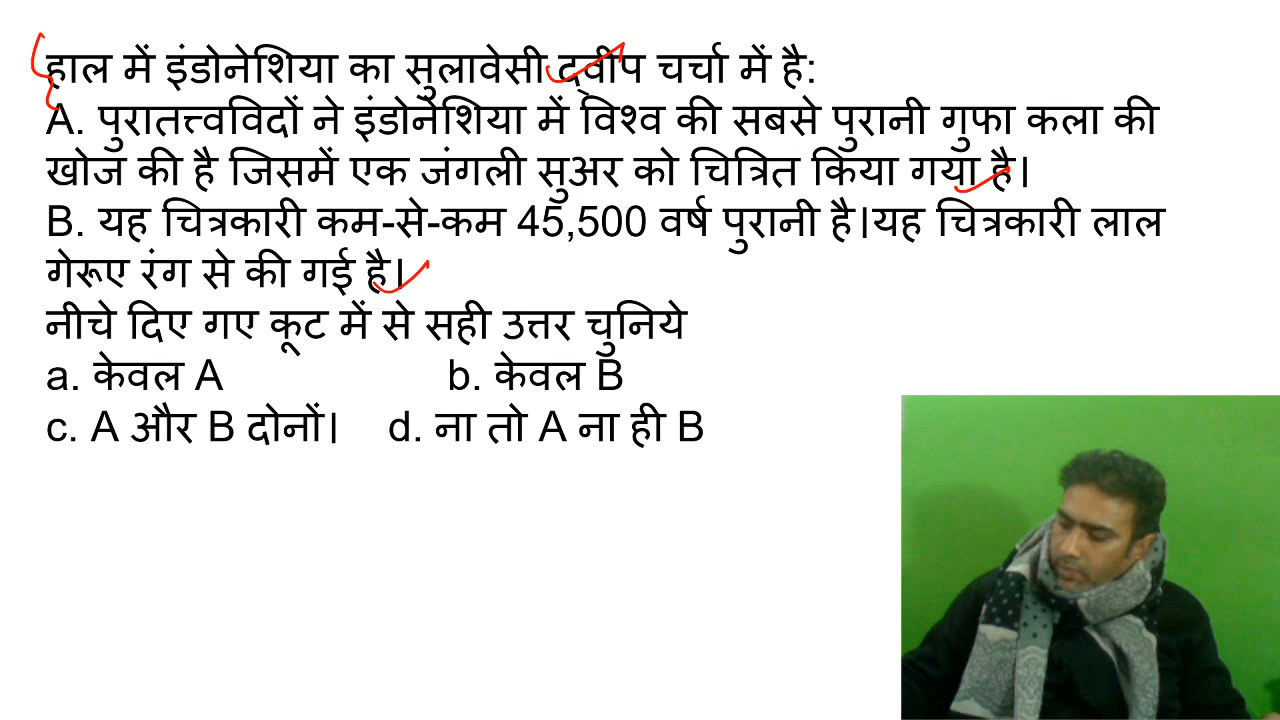 हाल में इंडोनेशिया का सुलावेसी द्वीप चर्चा में है:
A. पुरातत्त्वविदों ने इंडोनेशिया में विश्व की सबसे पुरानी गुफा कला की
खोज की है जिसमें एक जंगली सुअर को चित्रित किया गया है।
B. यह चित्रकारी कम-से-कम 45,500 वर्ष पुरानी है।यह चित्रकारी लाल
गेरूए रंग से की गई है।
नीचे दिए गए कूट में से सही उत्तर चुनिये
a. केवल A b. केवल B
c. A और B दोनों। d. ना तो A ना ही B